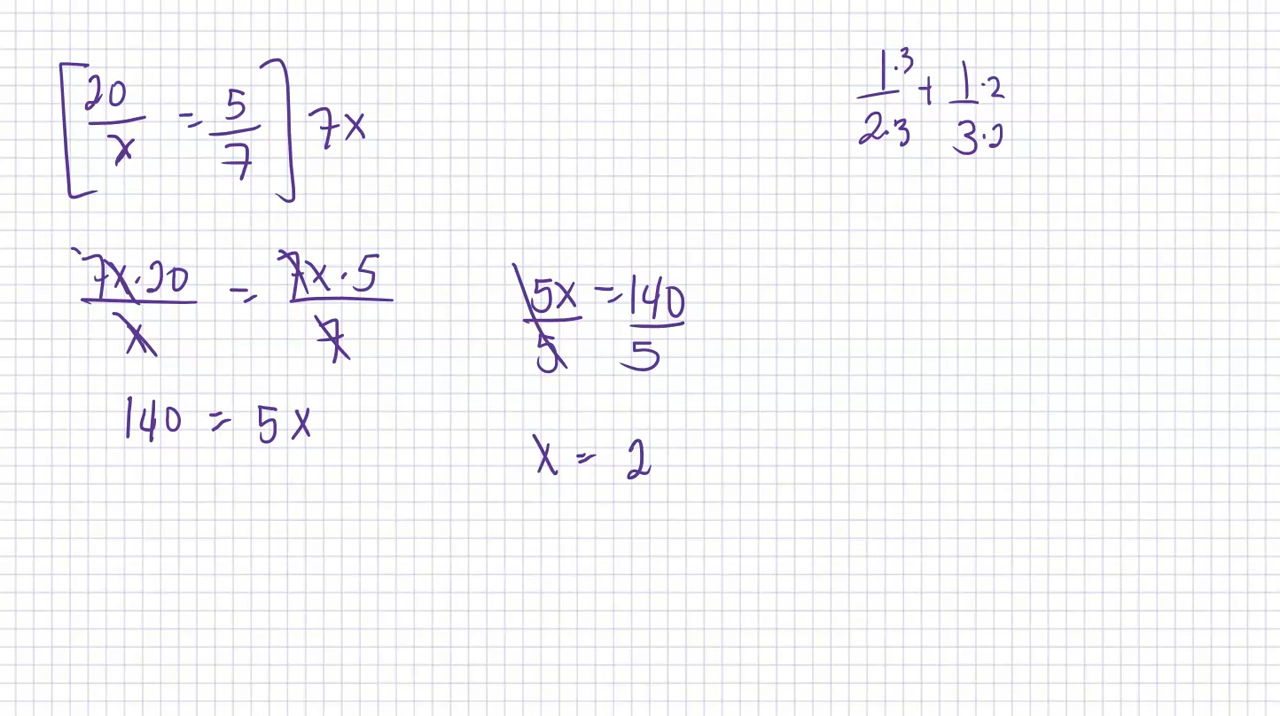 [20/x = 5/7] 7x
7x·20/x = 7x·5/7
140 = 5x
5x/5 = 140/5
x = 2
1·3/2·3 + 1·2/3·2